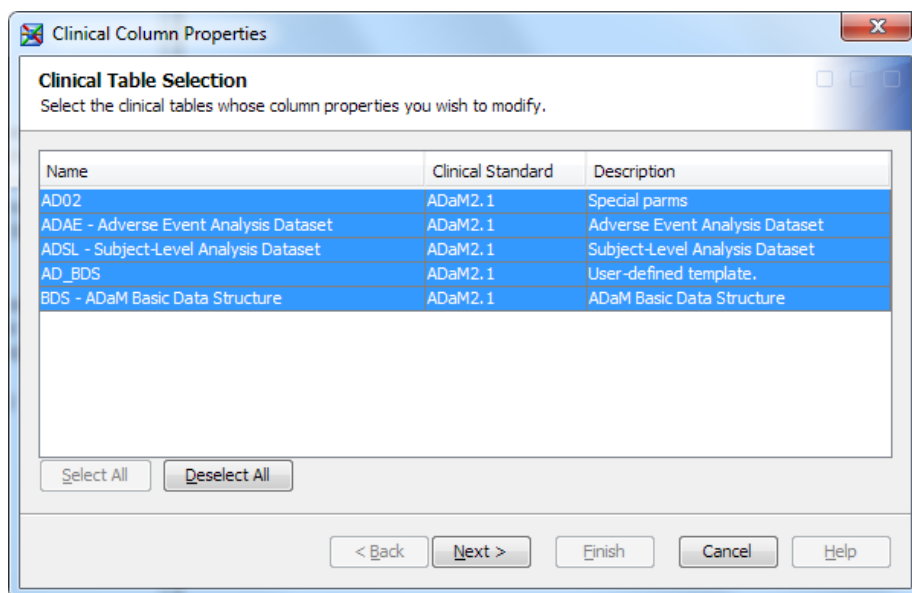 Clinical Column Properties
Clinical Table Selection
Select the clinical tables whose column properties you wish to modify.
Name Clinical Standard Description
AD02 ADaM2.1 Special parms
ADAE - Adverse Event Analysis Dataset ADaM2.1 Adverse Event Analysis Dataset
ADSL - Subject-Level Analysis Dataset ADaM2.1 Subject-Level Analysis Dataset
AD_BDS ADaM2.1 User-defined template.
BDS - ADaM Basic Data Structure ADaM2.1 ADaM Basic Data Structure
Select All Deselect All
< Back Next > Finish Cancel Help